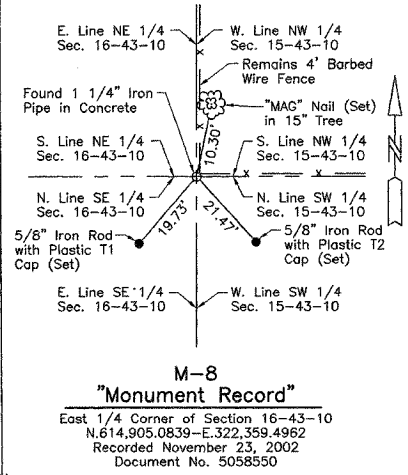 E. Line NE 1/4
Sec. 16-43-10
W. Line NW 1/4
Sec. 15-43-10
Remains 4' Barbed
Wire Fence
Found 1 1/4" Iron
Pipe in Concrete
"MAG" Nail (Set)
in 15" Tree
10.30'
S. Line NE 1/4
Sec. 16-43-10
S. Line NW 1/4
Sec. 15-43-10
N
N. Line SE 1/4
Sec. 16-43-10
N. Line SW 1/4
Sec. 15-43-10
19.73'
21.47'
5/8" Iron Rod
with Plastic T1
Cap (Set)
5/8" Iron Rod
with Plastic T2
Cap (Set)
E. Line SE 1/4
Sec. 16-43-10
W. Line SW 1/4
Sec. 15-43-10
M-8
"Monument Record"
East 1/4 Corner of Section 16-43-10
N.614,905.0839-E.322,359.4962
Recorded November 23, 2002
Document No. 5058550